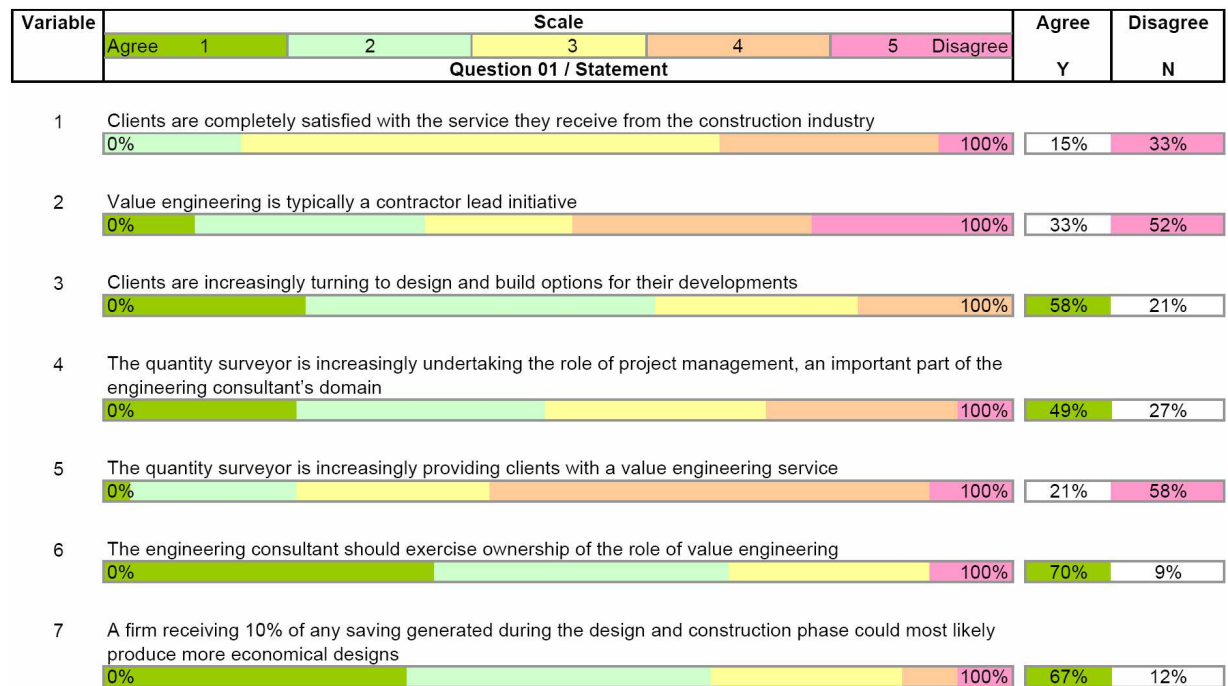 Variable Scale Agree Disagree
Agree 1 2 3 4 5 Disagree
Question 01 / Statement Y N
1 Clients are completely satisfied with the service they receive from the construction industry
0% 100% 15% 33%
2 Value engineering is typically a contractor lead initiative
0% 100% 33% 52%
3 Clients are increasingly turning to design and build options for their developments
0% 100% 58% 21%
4 The quantity surveyor is increasingly undertaking the role of project management, an important part of the
engineering consultant's domain
0% 100% 49% 27%
5 The quantity surveyor is increasingly providing clients with a value engineering service
0% 100% 21% 58%
6 The engineering consultant should exercise ownership of the role of value engineering
0% 100% 70% 9%
7 A firm receiving 10% of any saving generated during the design and construction phase could most likely
produce more economical designs
0% 100% 67% 12%